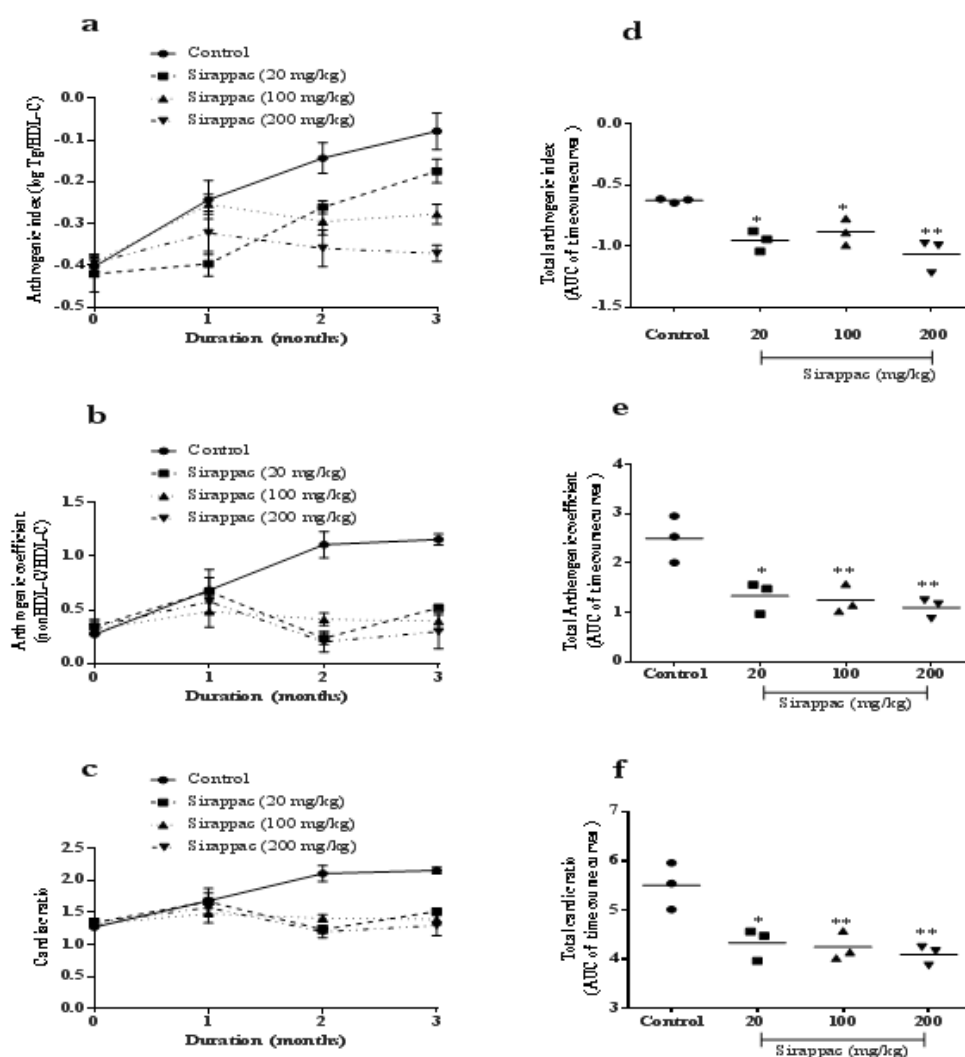 a
Control
Sirappac (20 mg/kg)
Sirappac (100 mg/kg)
Sirappac (200 mg/kg)
Arthrogenic index (log Tg/HDL-C)
0.0
-0.1
-0.2
-0.3
-0.4
-0.5
0 1 2 3
Duration (months)
d
Total arthrogenic index
(AUC of time course curves)
0.0
-0.5
-1.0
-1.5
* * **
Control 20 100 200
Sirappac (mg/kg)
b
Control
Sirappac (20 mg/kg)
Sirappac (100 mg/kg)
Sirappac (200 mg/kg)
Arthrogenic coefficient
(nonHDL-C/HDL-C)
1.5
1.0
0.5
0.0
0 1 2 3
Duration (months)
e
Total Artherogenic coefficient
(AUC of time course curves)
4
3
2
1
0
* ** **
Control 20 100 200
Sirappac (mg/kg)
c
Control
Sirappac (20 mg/kg)
Sirappac (100 mg/kg)
Sirappac (200 mg/kg)
Cardiac ratio
2.5
2.0
1.5
1.0
0.5
0.0
0 1 2 3
Duration (months)
f
Total cardic ratio
(AUC of time course curves)
7
6
5
4
3
* ** **
Control 20 100 200
Sirappac (mg/kg)